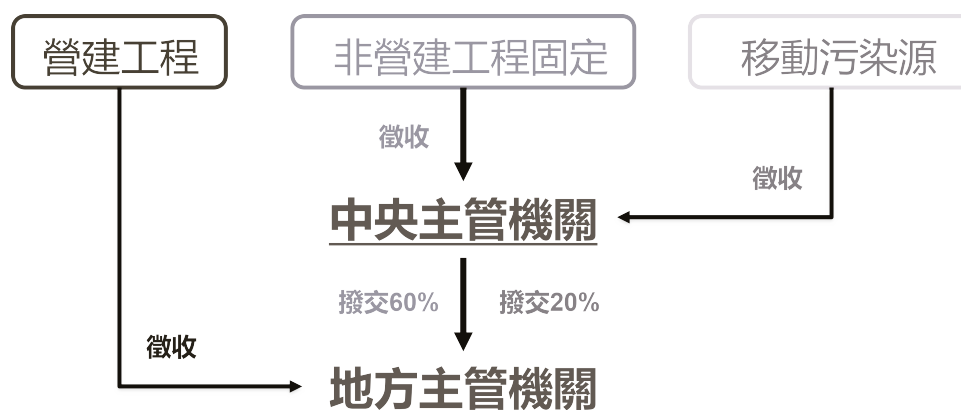 營建工程
非營建工程固定
移動污染源
徵收
徵收
中央主管機關
撥交60%
撥交20%
徵收
地方主管機關